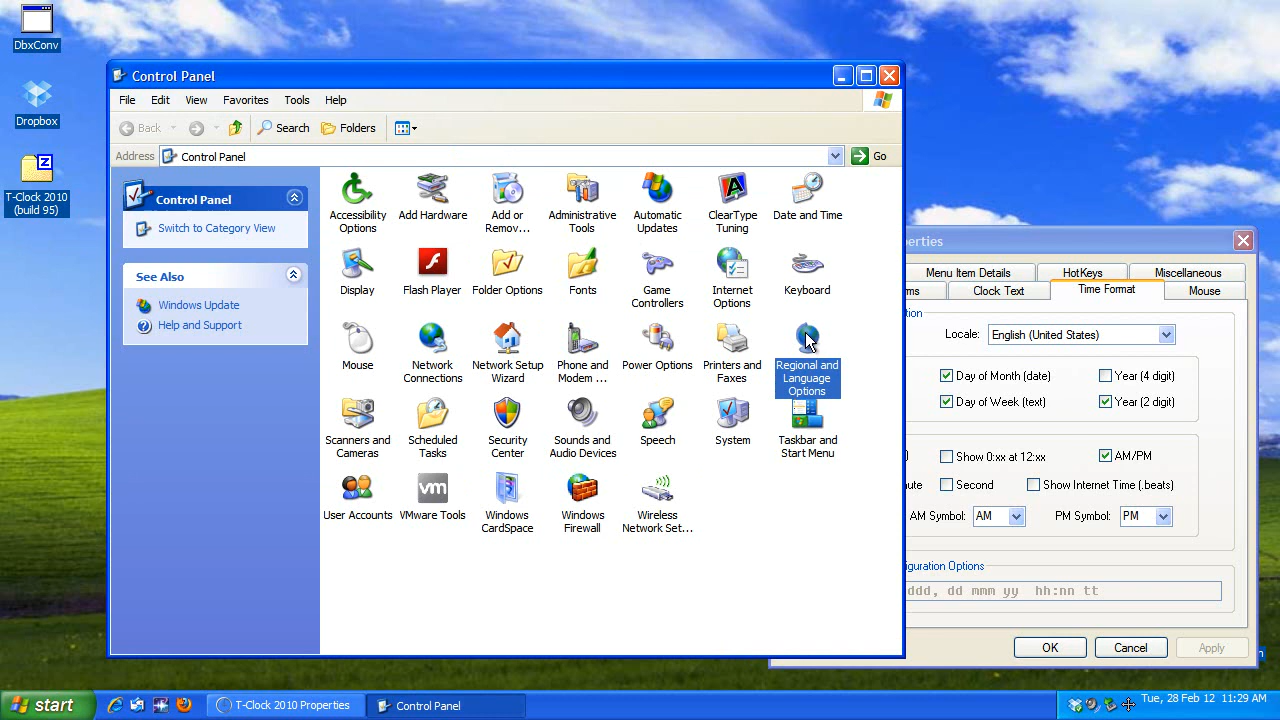 DbxConv
Dropbox
T-Clock 2010
(build 95)
Control Panel
File Edit View Favorites Tools Help
Back Search Folders
Address Control Panel Go
Control Panel
Switch to Category View
See Also
Windows Update
Help and Support
Accessibility
Options
Add Hardware
Add or
Remov...
Administrative
Tools
Automatic
Updates
ClearType
Tuning
Date and Time
Display
Flash Player
Folder Options
Fonts
Game
Controllers
Internet
Options
Keyboard
Mouse
Network
Connections
Network Setup
Wizard
Phone and
Modem ...
Power Options
Printers and
Faxes
Regional and
Language
Options
Scanners and
Cameras
Scheduled
Tasks
Security
Center
Sounds and
Audio Devices
Speech
System
Taskbar and
Start Menu
User Accounts
vm
VMware Tools
Windows
CardSpace
Windows
Firewall
Wireless
Network Set...
perties
Menu Item Details HotKeys Miscellaneous
ms Clock Text Time Format Mouse
tion
Locale: English (United States)
Day of Month (date) Year (4 digit)
Day of Week (text) Year (2 digit)
Show 0:xx at 12:xx AM/PM
nute Second Show Internet Time (.beats)
AM Symbol: AM PM Symbol: PM
figuration Options
ddd, dd mmm yy hh:nn tt
OK Cancel Apply
start T-Clock 2010 Properties Control Panel Tue, 28 Feb 12 11:29 AM